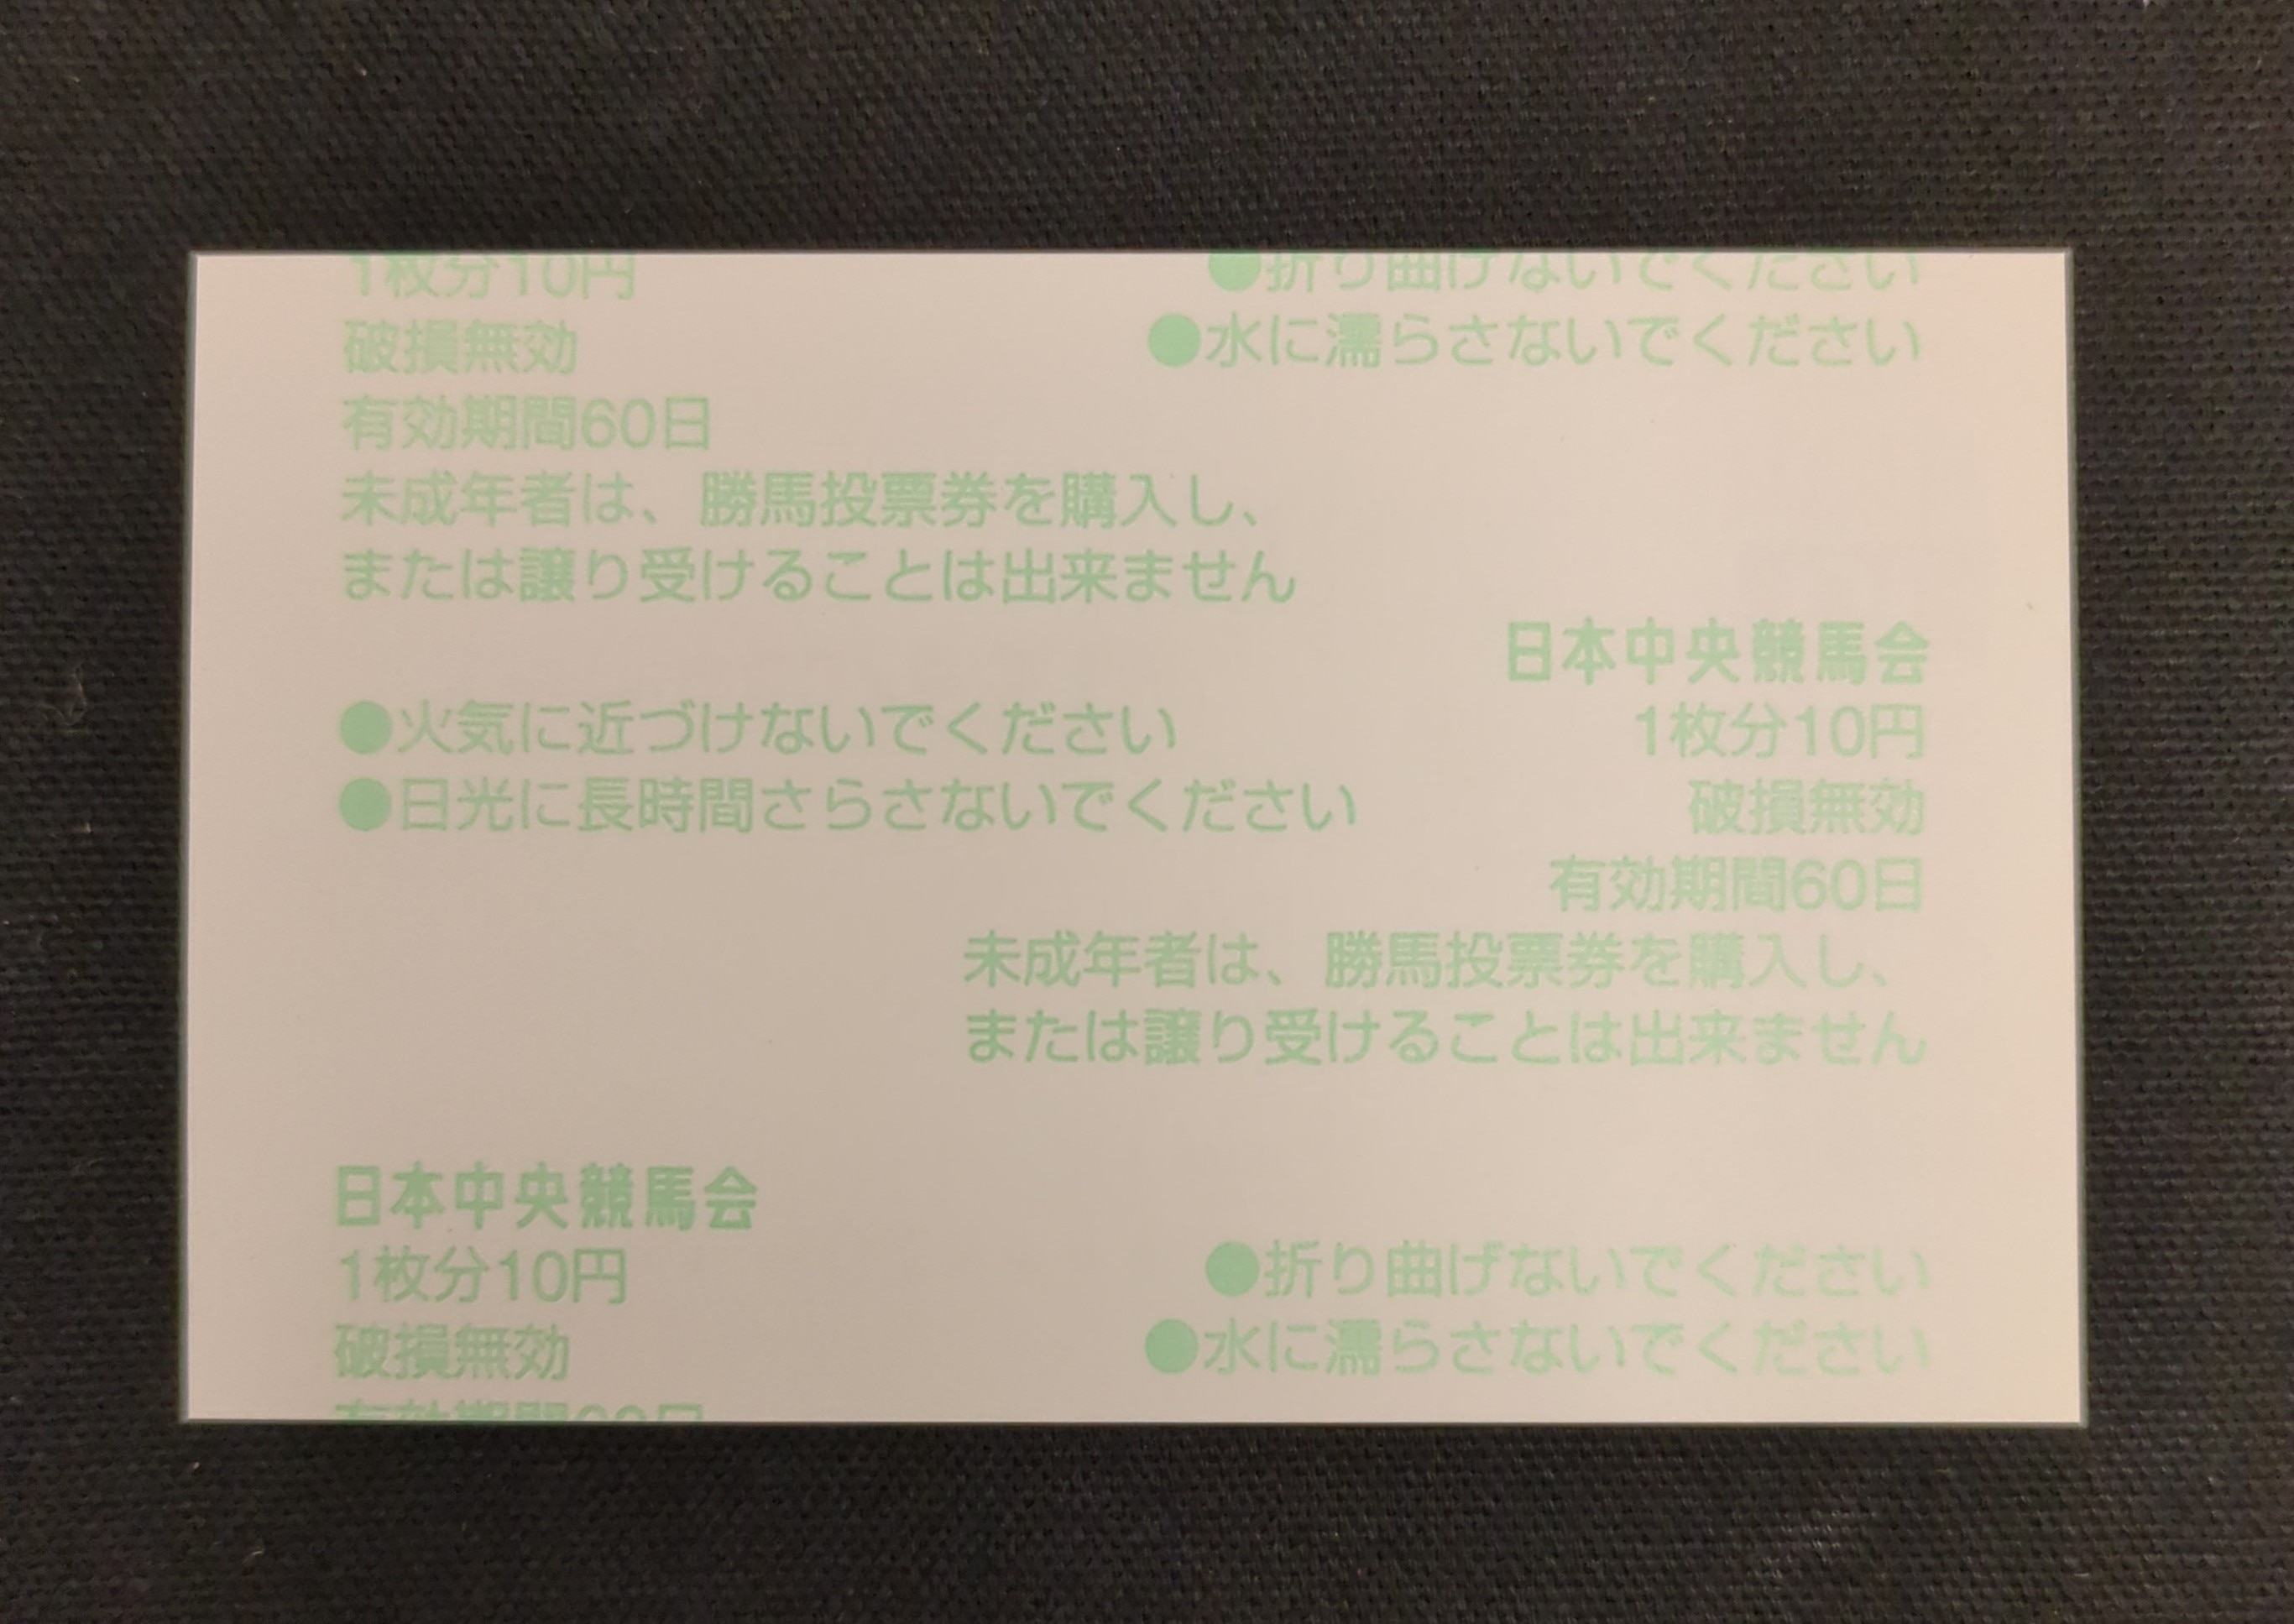 1枚分10円
●折り曲げないでください
破損無効
●水に濡らさないでください
有効期間60日
未成年者は、勝馬投票券を購入し、
または譲り受けることは出来ません
日本中央競馬会
●火気に近づけないでください
1枚分10円
●日光に長時間さらさないでください
破損無効
有効期間60日
未成年者は、勝馬投票券を購入し、
または譲り受けることは出来ません
日本中央競馬会
1枚分10円
●折り曲げないでください
破損無効
●水に濡らさないでください
有効期間60日